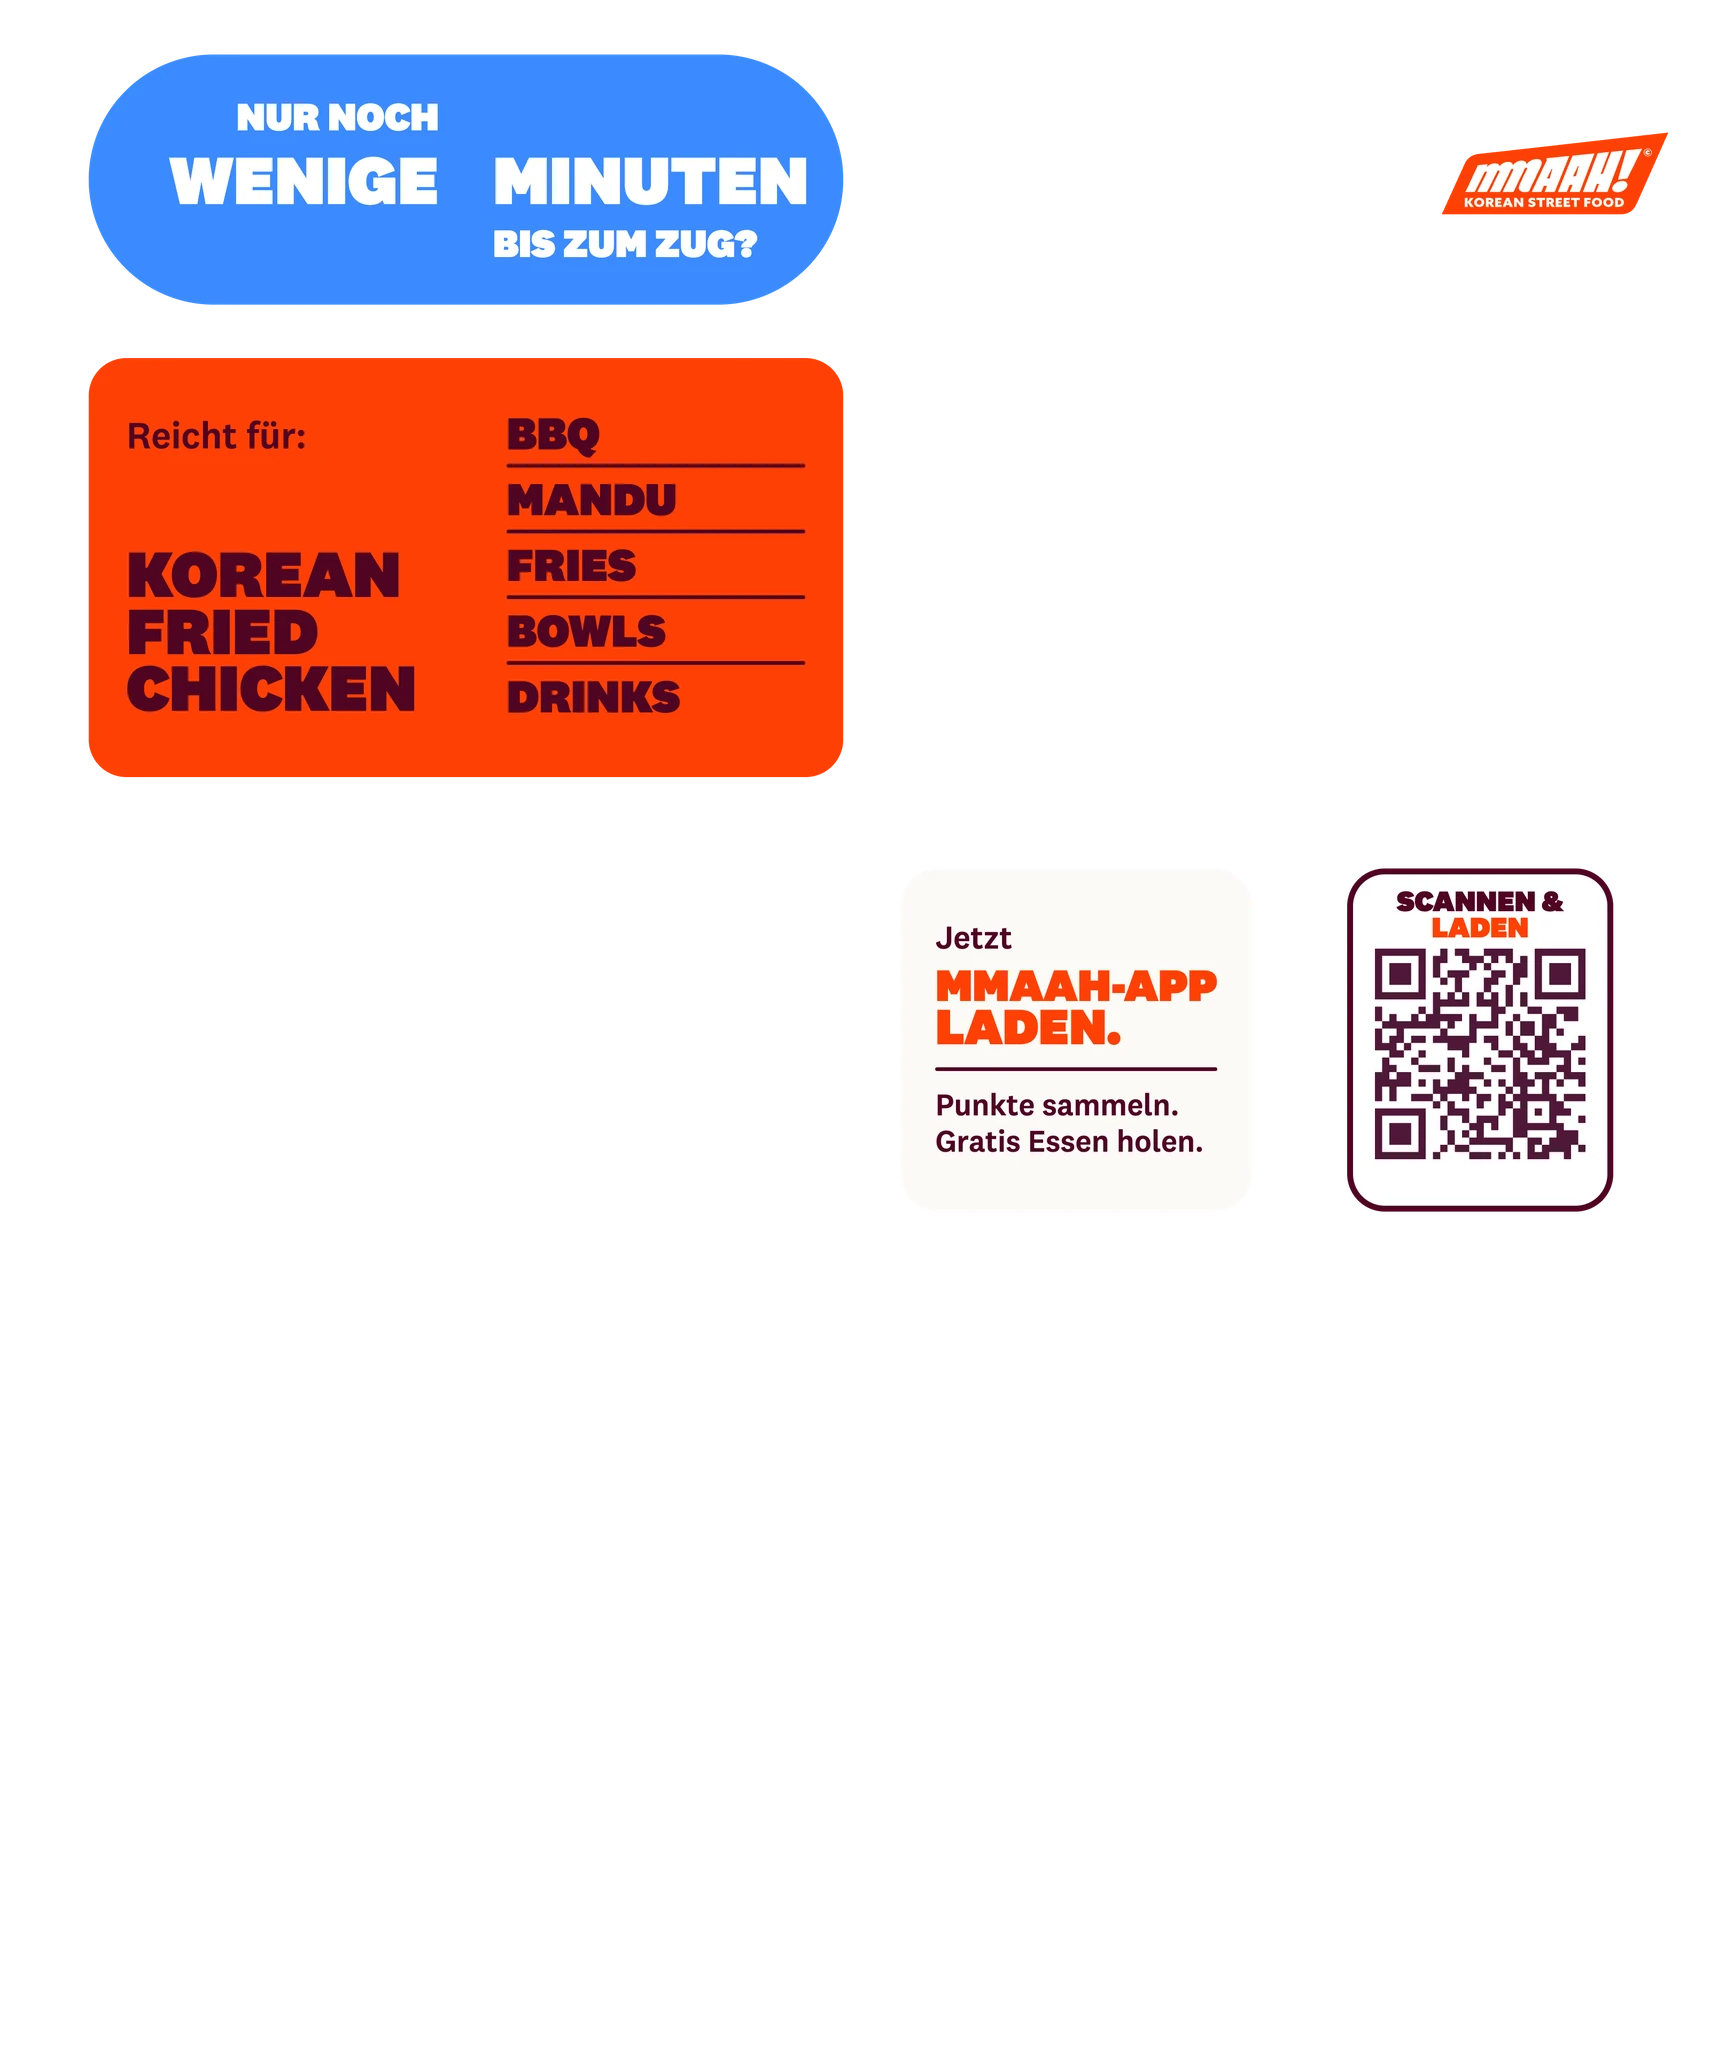 NUR NOCH
WENIGE MINUTEN
BIS ZUM ZUG?
mmAAH!©
KOREAN STREET FOOD
Reicht für:
KOREAN
FRIED
CHICKEN
BBQ
MANDU
FRIES
BOWLS
DRINKS
Jetzt
MMAAH-APP
LADEN.
Punkte sammeln.
Gratis Essen holen.
SCANNEN &
LADEN